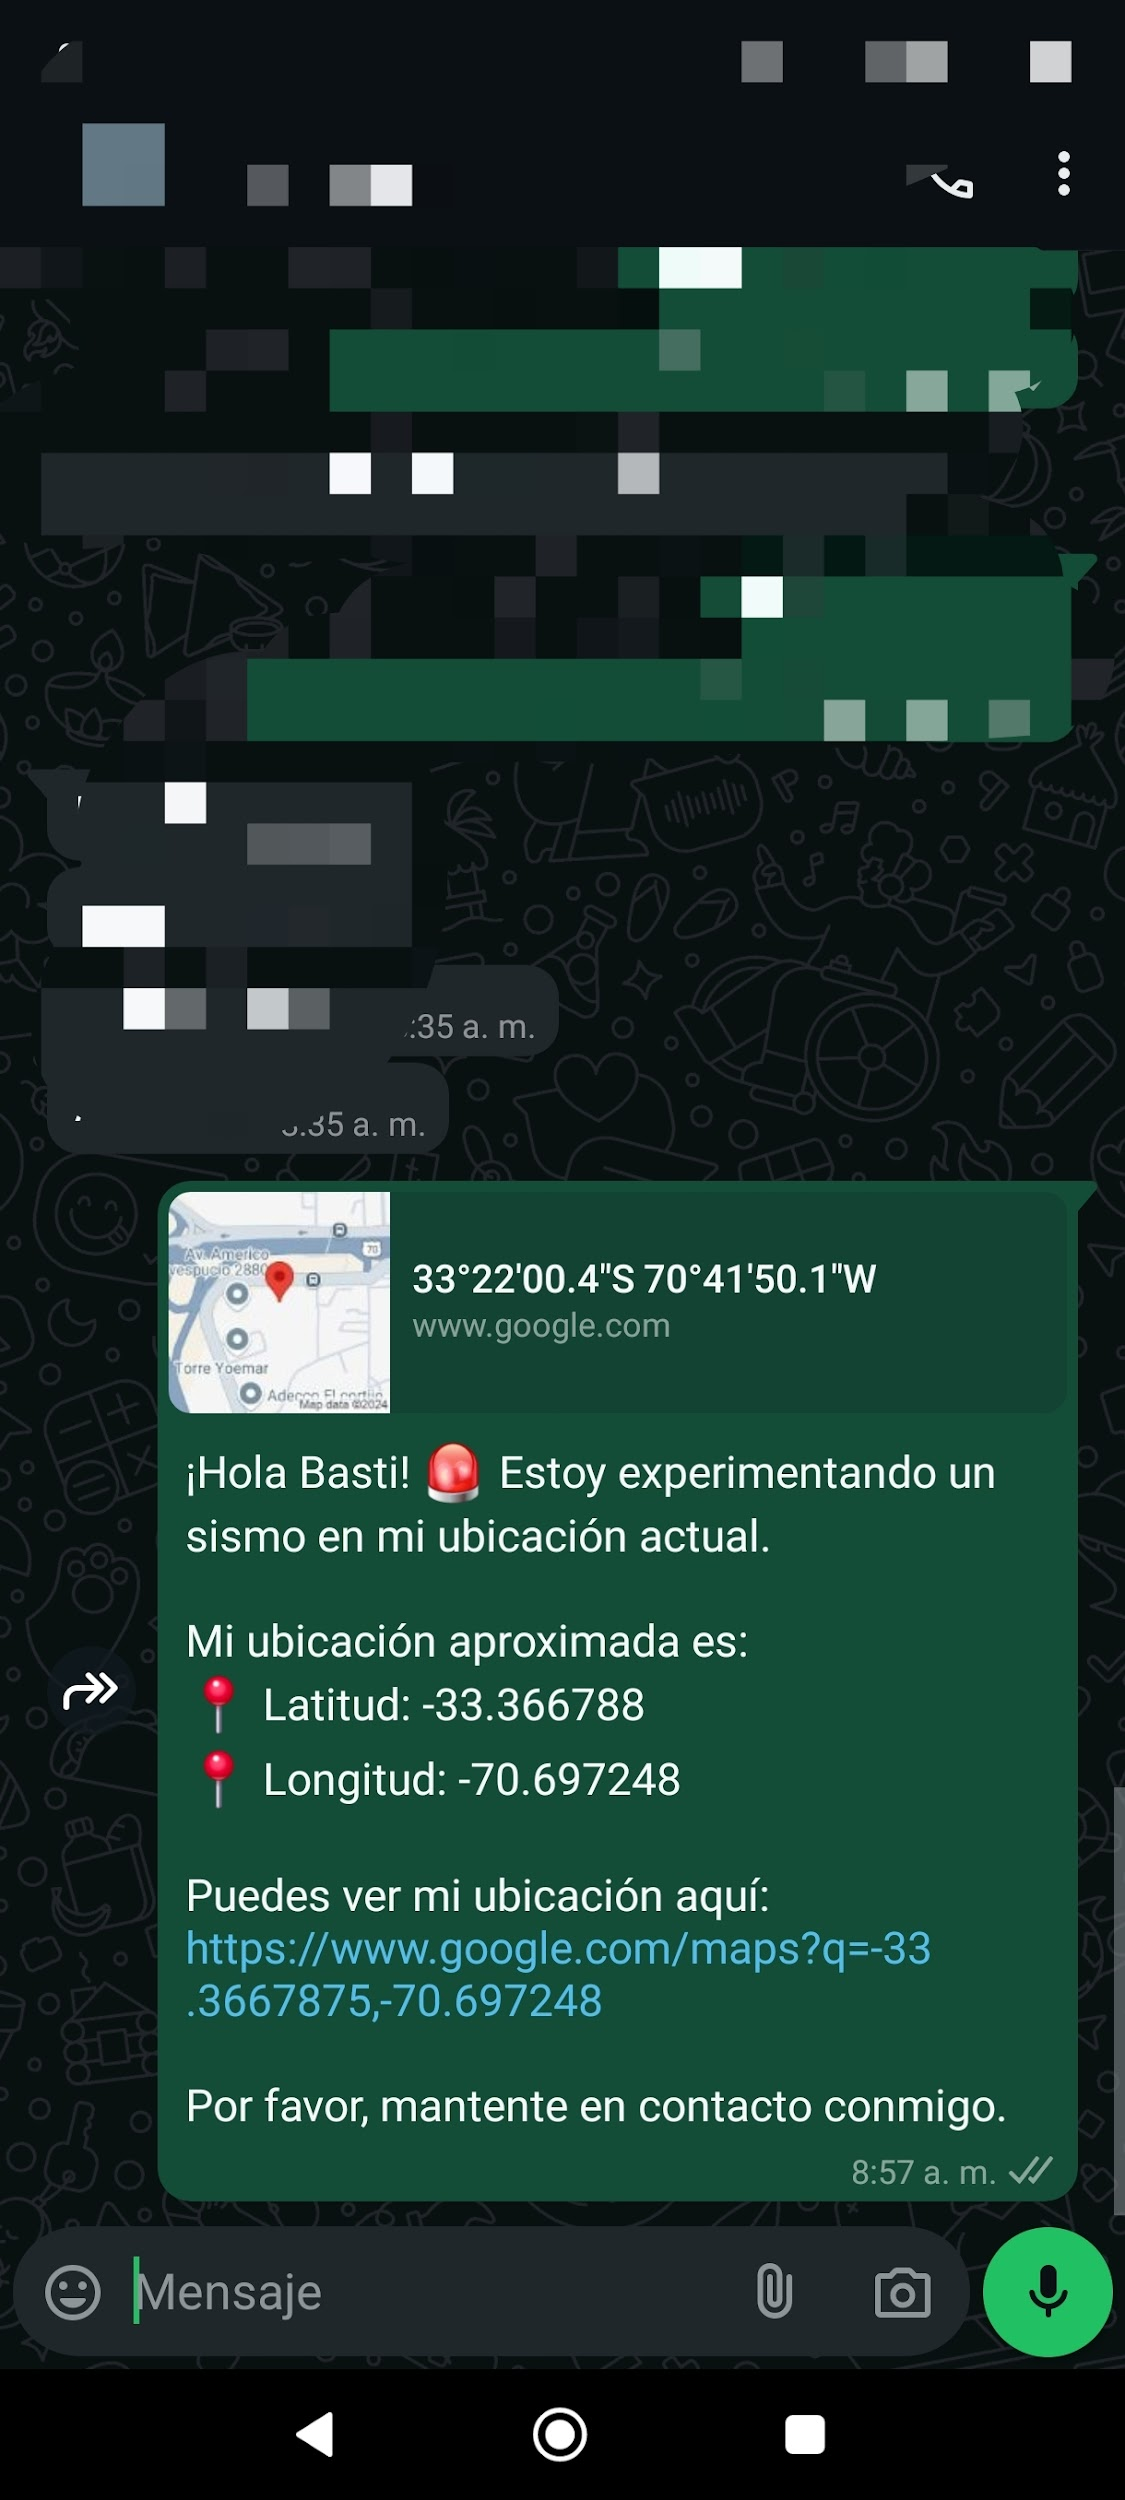 :35 a. m.
:35 a. m.
Av. Americo
vespucio 2880
70
Torre Yoemar
Adecco El cortijo
Map data ©2024
33°22'00.4"S 70°41'50.1"W
www.google.com
¡Hola Basti! 🚨 Estoy experimentando un
sismo en mi ubicación actual.
Mi ubicación aproximada es:
📍 Latitud: -33.366788
📍 Longitud: -70.697248
Puedes ver mi ubicación aquí:
https://www.google.com/maps?q=-33
.3667875,-70.697248
Por favor, mantente en contacto conmigo.
8:57 a. m.
Mensaje